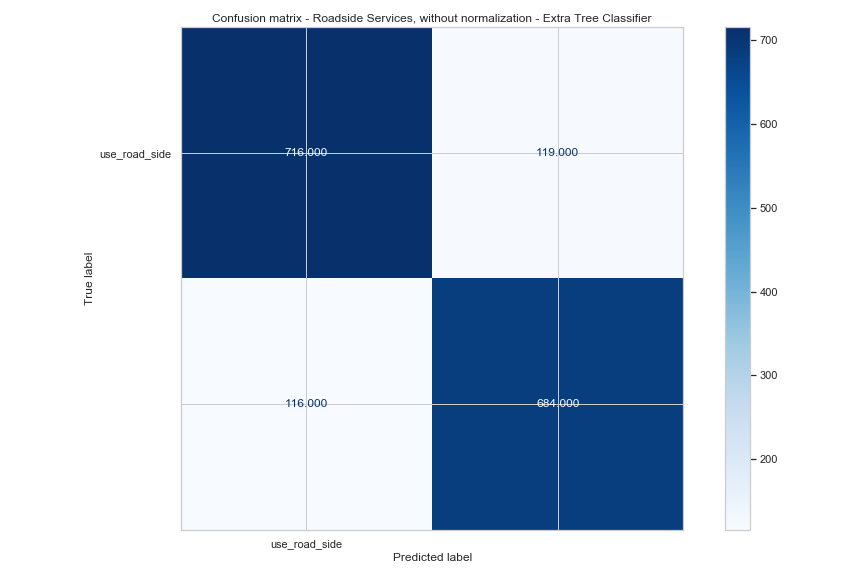 Confusion matrix - Roadside Services, without normalization - Extra Tree Classifier
700
600
500
400
300
200
use_road_side
716.000
119.000
True label
116.000
684.000
use_road_side
Predicted label